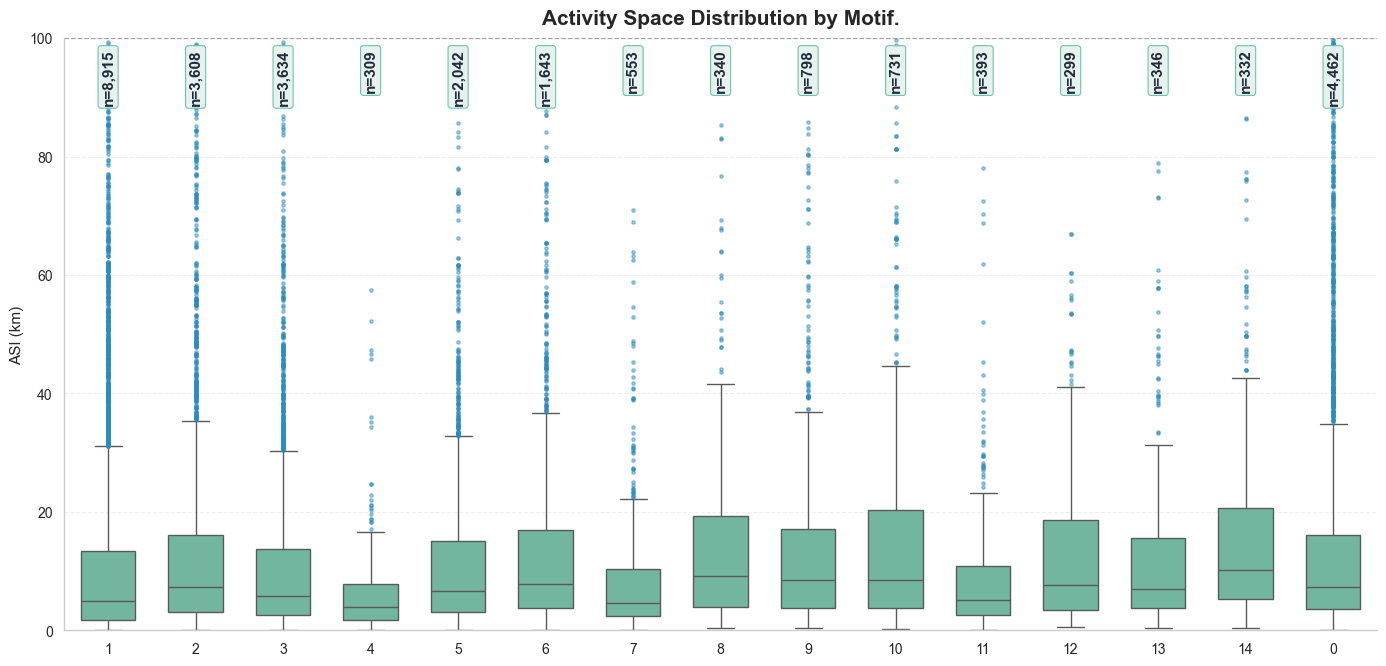 Activity Space Distribution by Motif.
100
80
60
40
20
0
ASI (km)
n=8,915
n=3,608
n=3,634
n=309
n=2,042
n=1,643
n=553
n=340
n=798
n=731
n=393
n=299
n=346
n=332
n=4,462
1 2 3 4 5 6 7 8 9 10 11 12 13 14 0